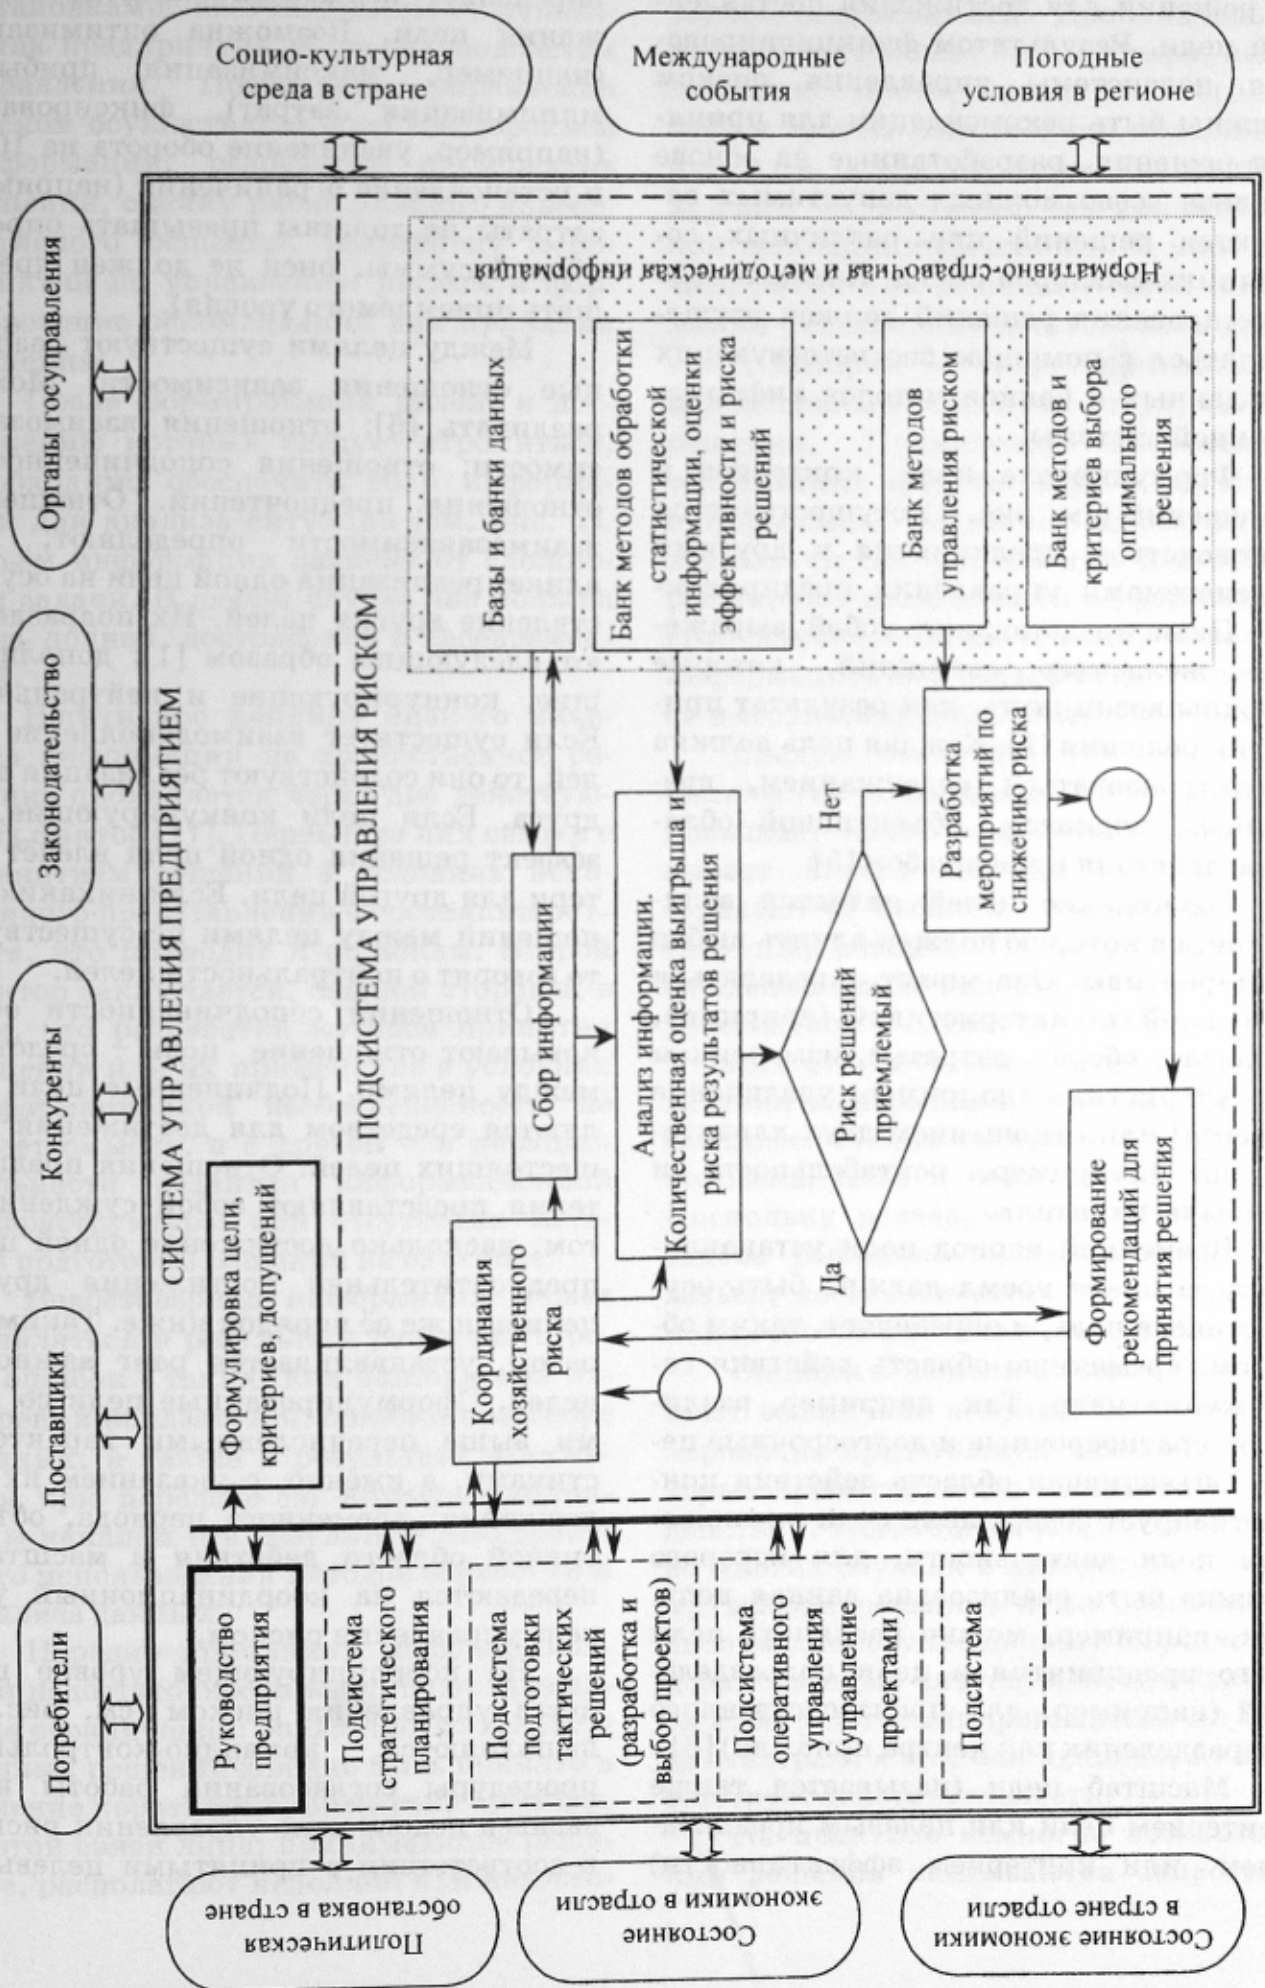 Социо-культурная
среда в стране
Международные
события
Погодные
условия в регионе
Органы госуправления
Законодательство
Конкуренты
Поставщики
Потребители
СИСТЕМА УПРАВЛЕНИЯ ПРЕДПРИЯТИЕМ
ПОДСИСТЕМА УПРАВЛЕНИЯ РИСКОМ
Нормативно-справочная и методическая информация
Базы и банки данных
Банк методов обработки
статистической
информации, оценки
эффективности и риска
решений
Банк методов
управления риском
Банк методов и
критериев выбора
оптимального
решения
Формулировка цели,
критериев, допущений
Сбор информации
Координация
хозяйственного
риска
Анализ информации.
Количественная оценка выигрыша и
риска результатов решения
Риск решений
приемлемый
Да
Нет
Разработка
мероприятий по
снижению риска
Формирование
рекомендаций для
принятия решения
Руководство
предприятия
Подсистема
стратегического
планирования
Подсистема
подготовки
тактических
решений
(разработка и
выбор проектов)
Подсистема
оперативного
управления
(управление
проектами)
Подсистема
...
Политическая
обстановка в стране
Состояние
экономики в отрасли
Состояние экономики
в стране отрасли